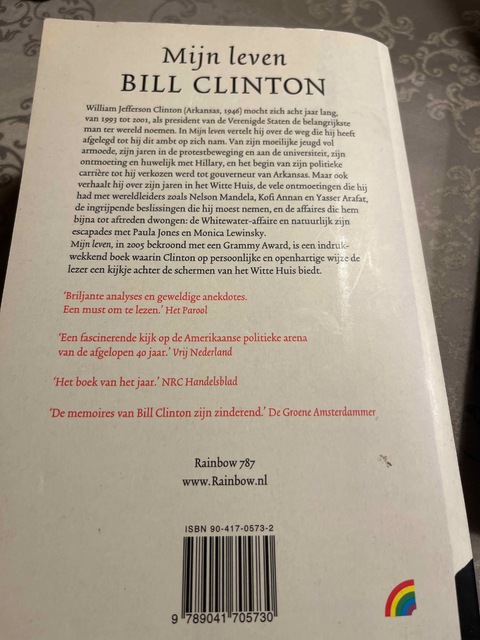 Mijn leven
BILL CLINTON
William Jefferson Clinton (Arkansas, 1946) mocht zich acht jaar lang,
van 1993 tot 2001, als president van de Verenigde Staten de belangrijkste
man ter wereld noemen. In Mijn leven vertelt hij over de weg die hij heeft
afgelegd tot hij dit ambt op zich nam. Van zijn moeilijke jeugd vol
armoede, zijn jaren in de protestbeweging en aan de universiteit, zijn
ontmoeting en huwelijk met Hillary, en het begin van zijn politieke
carrière tot hij verkozen werd tot gouverneur van Arkansas. Maar ook
verhaalt hij over zijn jaren in het Witte Huis, de vele ontmoetingen die hij
had met wereldleiders zoals Nelson Mandela, Kofi Annan en Yasser Arafat,
de ingrijpende beslissingen die hij moest nemen, en de affaires die hem
bijna tot aftreden dwongen: de Whitewater-affaire en natuurlijk zijn
escapades met Paula Jones en Monica Lewinsky.
Mijn leven, in 2005 bekroond met een Grammy Award, is een indruk-
wekkend boek waarin Clinton op persoonlijke en openhartige wijze de
lezer een kijkje achter de schermen van het Witte Huis biedt.
'Briljante analyses en geweldige anekdotes.
Een must om te lezen.' Het Parool
'Een fascinerende kijk op de Amerikaanse politieke arena
van de afgelopen 40 jaar.' Vrij Nederland
'Het boek van het jaar.' NRC Handelsblad
'De memoires van Bill Clinton zijn zinderend.' De Groene Amsterdammer
Rainbow 787
www.Rainbow.nl
ISBN 90-417-0573-2
9 789041 705730